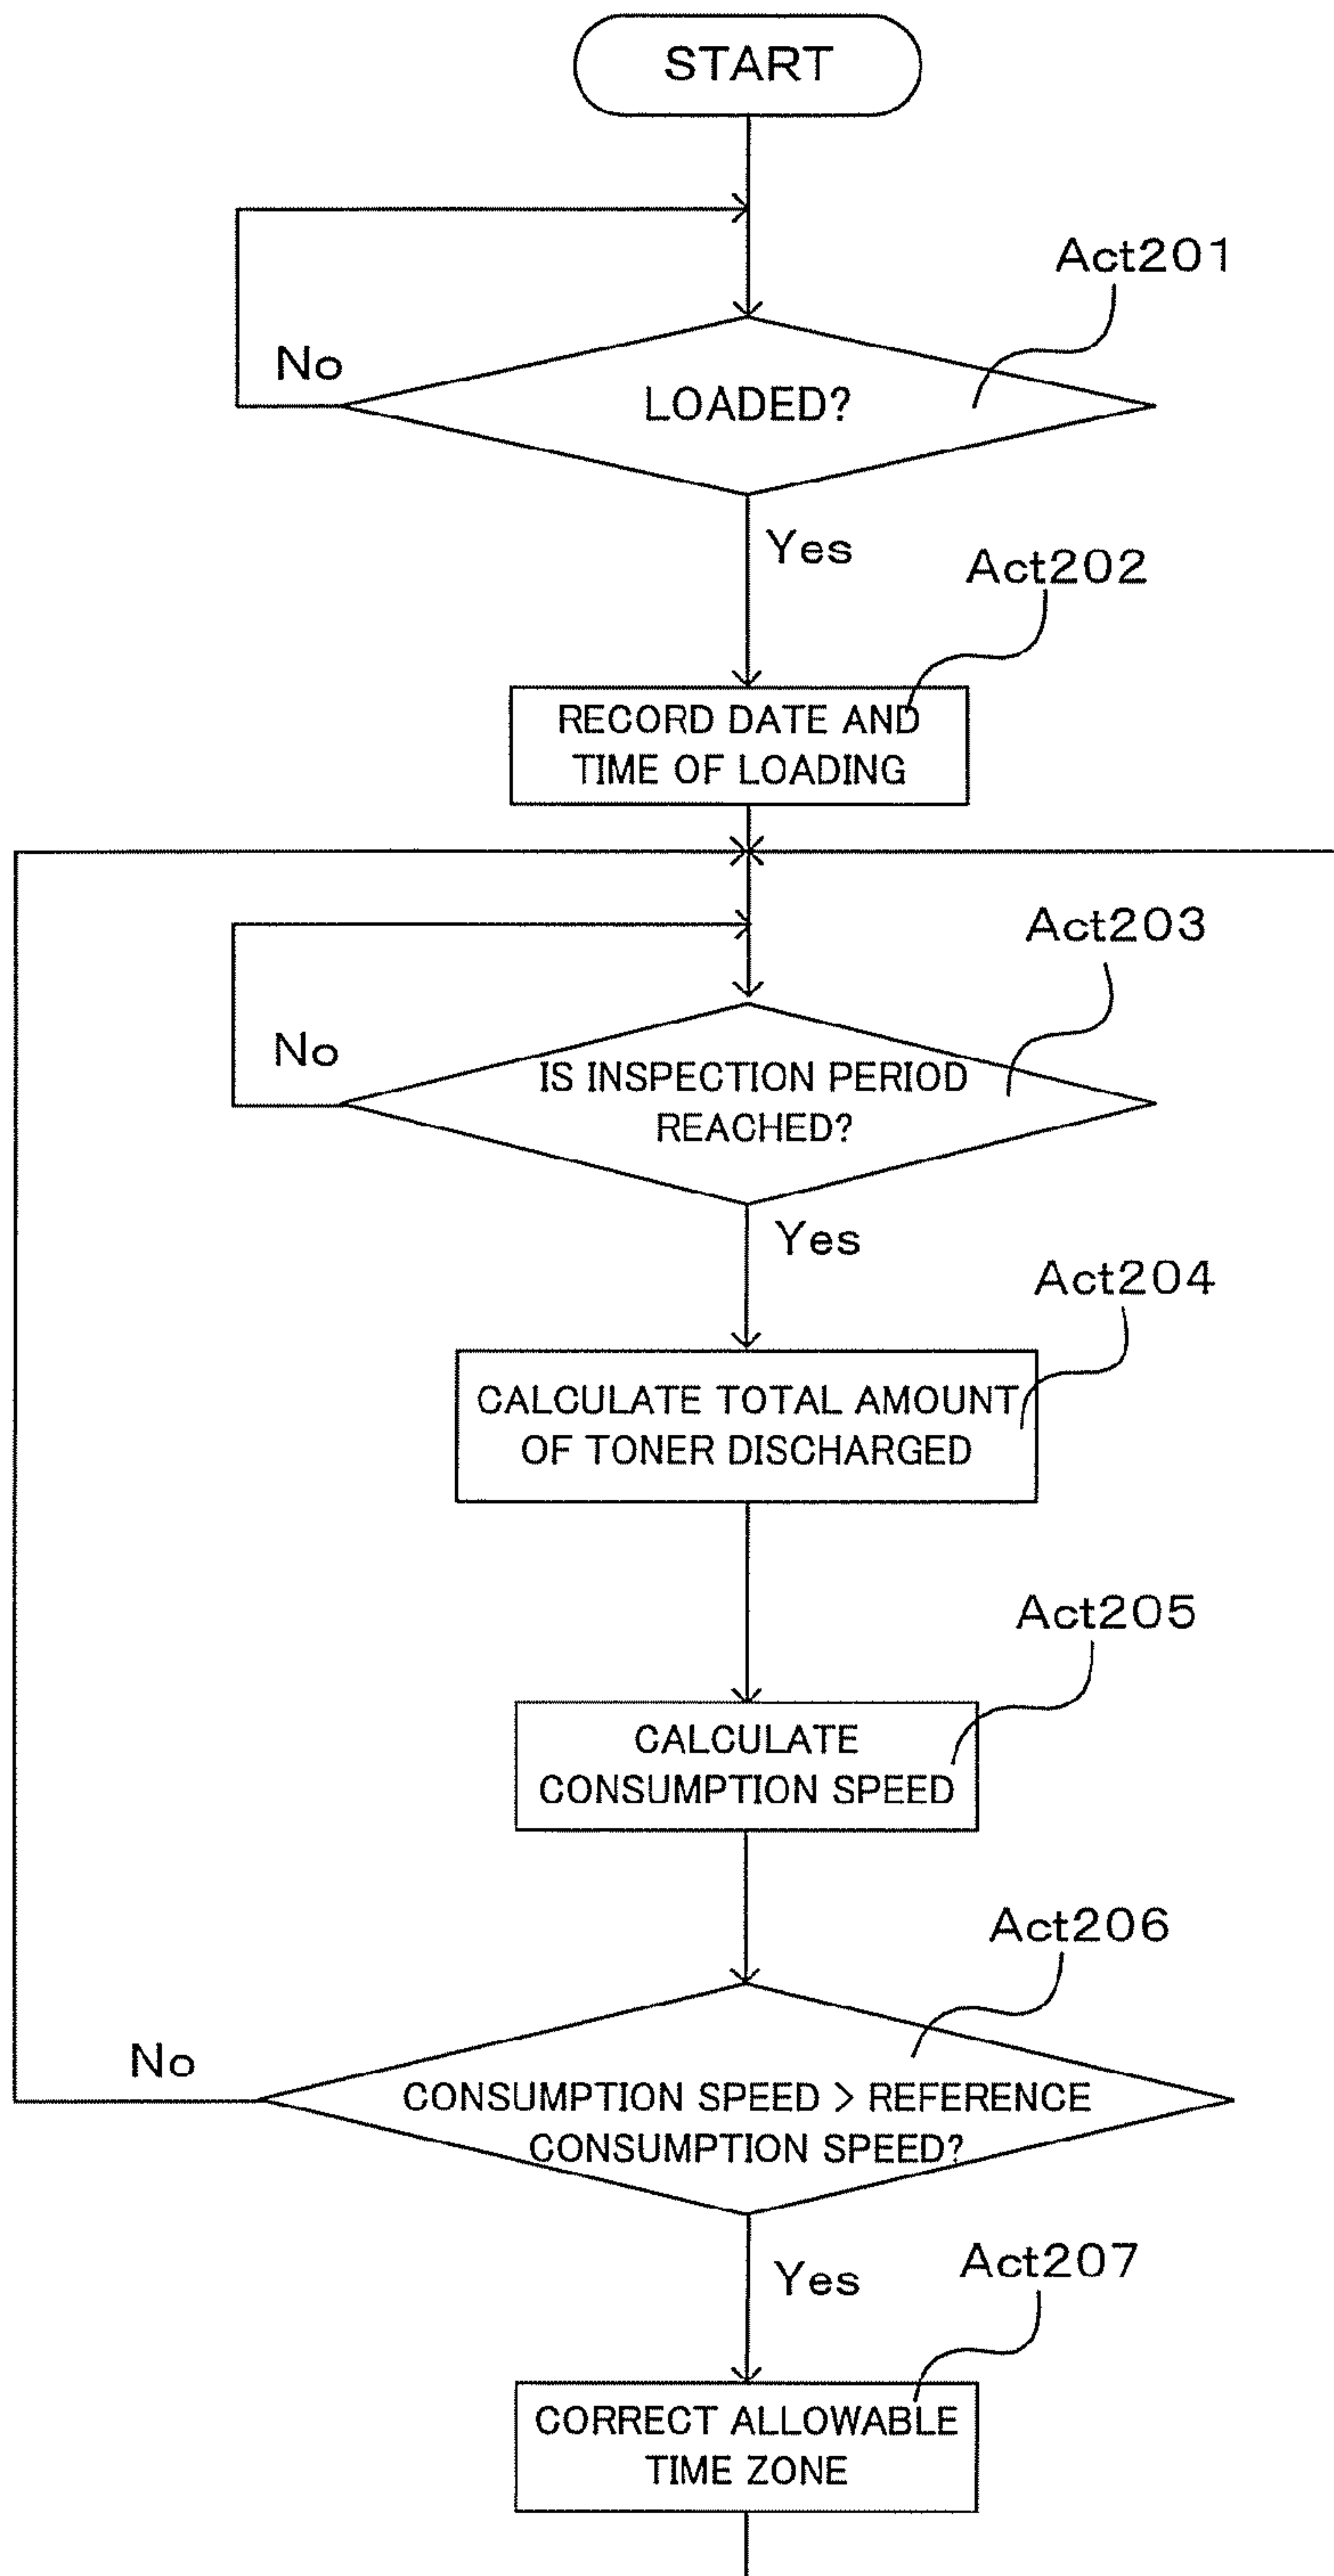 START
Act201
No
LOADED?
Yes
Act202
RECORD DATE AND
TIME OF LOADING
Act203
No
IS INSPECTION PERIOD
REACHED?
Yes
Act204
CALCULATE TOTAL AMOUNT
OF TONER DISCHARGED
Act205
CALCULATE
CONSUMPTION SPEED
Act206
No
CONSUMPTION SPEED > REFERENCE
CONSUMPTION SPEED?
Yes
Act207
CORRECT ALLOWABLE
TIME ZONE